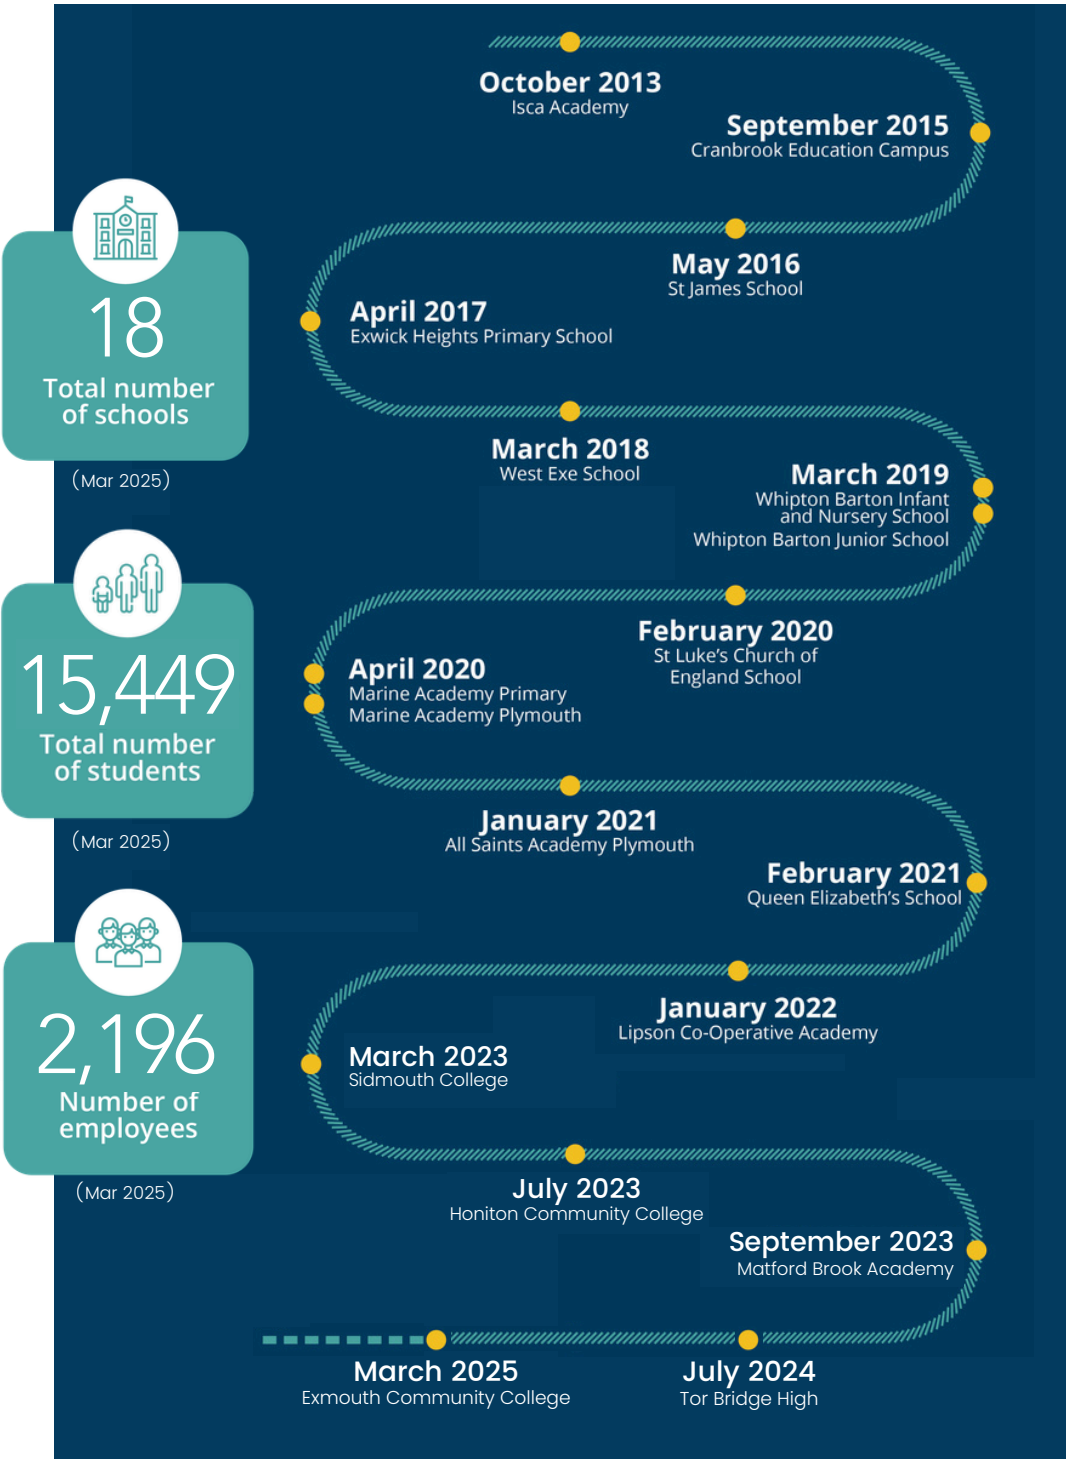 October 2013
Isca Academy
September 2015
Cranbrook Education Campus
May 2016
St James School
April 2017
Exwick Heights Primary School
March 2018
West Exe School
March 2019
Whipton Barton Infant
and Nursery School
Whipton Barton Junior School
February 2020
St Luke's Church of
England School
April 2020
Marine Academy Primary
Marine Academy Plymouth
January 2021
All Saints Academy Plymouth
February 2021
Queen Elizabeth's School
January 2022
Lipson Co-Operative Academy
March 2023
Sidmouth College
July 2023
Honiton Community College
September 2023
Matford Brook Academy
July 2024
Tor Bridge High
March 2025
Exmouth Community College
18
Total number
of schools
(Mar 2025)
15,449
Total number
of students
(Mar 2025)
2,196
Number of
employees
(Mar 2025)